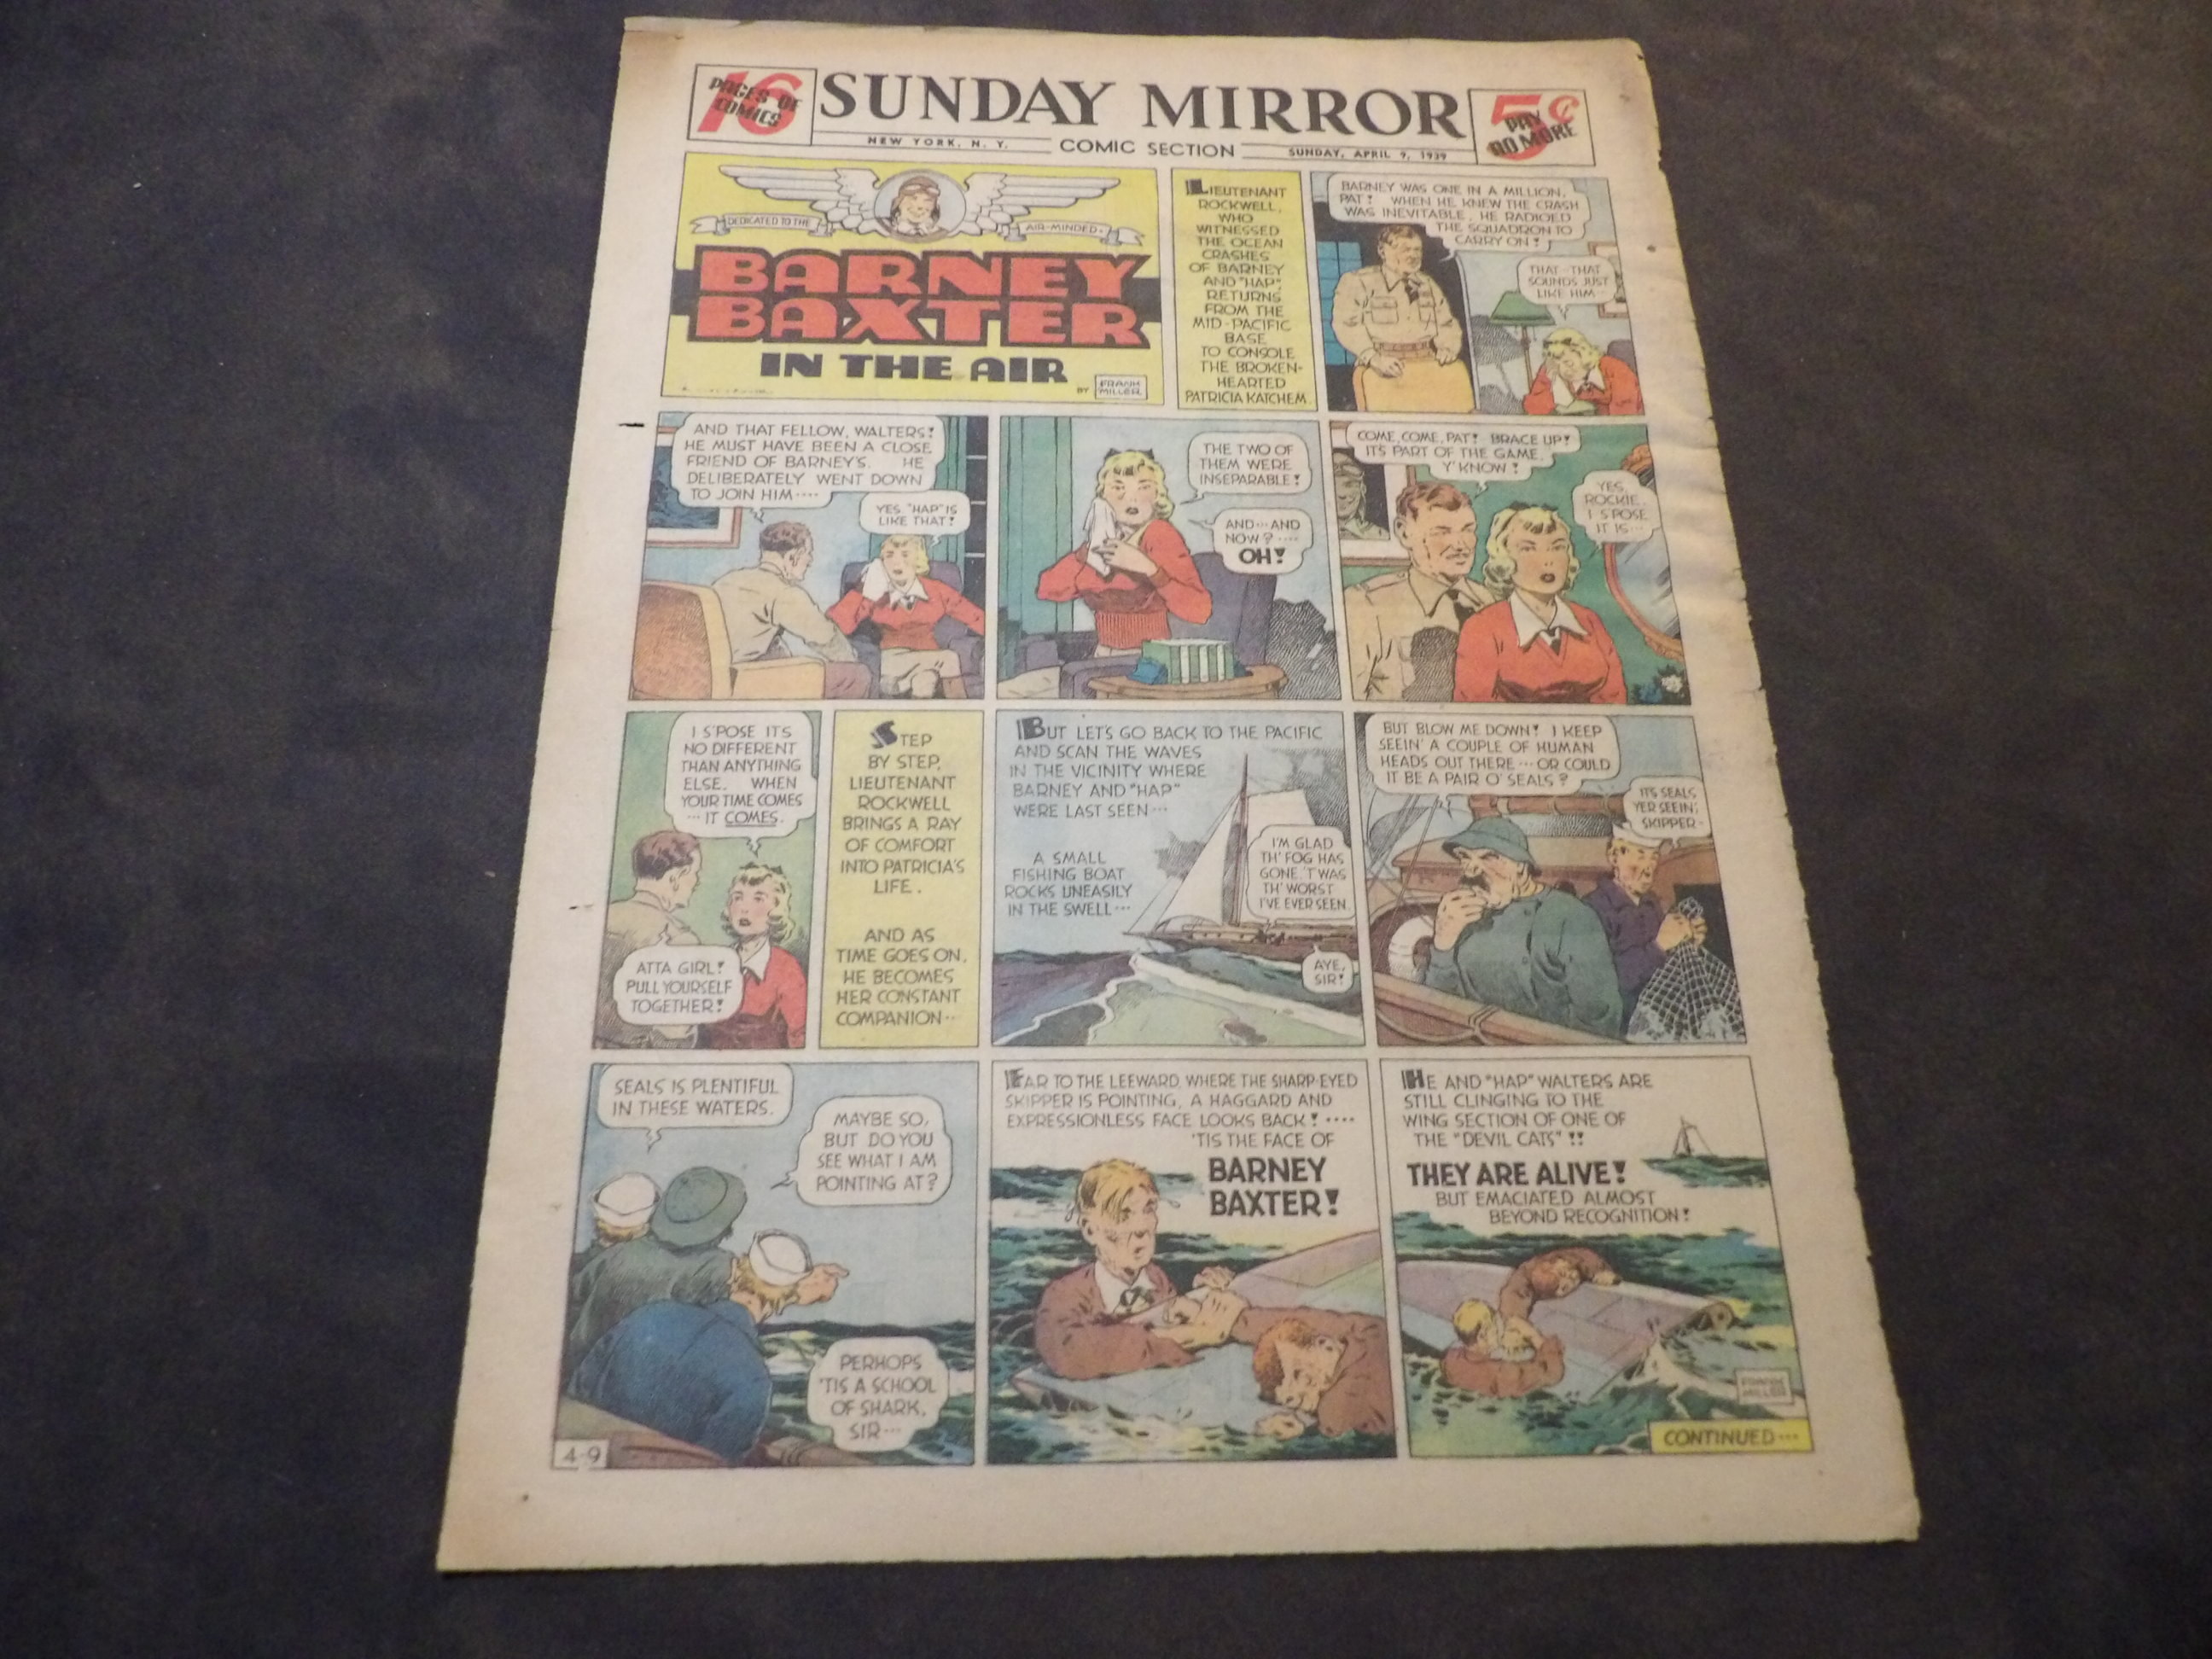 16
PAGES OF
COMICS
SUNDAY MIRROR
5¢
PAY
NO MORE
NEW YORK, N. Y.
COMIC SECTION
SUNDAY, APRIL 9, 1939
DEDICATED TO THE
AIR-MINDED
BARNEY
BAXTER
IN THE AIR
BY
FRANK
MILLER
LIEUTENANT
ROCKWELL,
WHO
WITNESSED
THE OCEAN
CRASHES
OF BARNEY
AND "HAP",
RETURNS
FROM THE
MID-PACIFIC
BASE
TO CONSOLE
THE BROKEN-
HEARTED
PATRICIA KATCHEM.
BARNEY WAS ONE IN A MILLION,
PAT! WHEN HE KNEW THE CRASH
WAS INEVITABLE, HE RADIOED
THE SQUADRON TO
CARRY ON!
THAT--THAT
SOUNDS JUST
LIKE HIM--
AND THAT FELLOW, WALTERS!
HE MUST HAVE BEEN A CLOSE
FRIEND OF BARNEY'S. HE
DELIBERATELY WENT DOWN
TO JOIN HIM----
YES, "HAP" IS
LIKE THAT!
THE TWO OF
THEM WERE
INSEPARABLE!
AND---AND
NOW?----
OH!
COME, COME, PAT! BRACE UP!
ITS PART OF THE GAME,
Y'KNOW!
YES,
ROCKIE,
I S'POSE
IT IS---
I S'POSE ITS
NO DIFFERENT
THAN ANYTHING
ELSE. WHEN
YOUR TIME COMES
--- IT COMES.
ATTA GIRL!
PULL YOURSELF
TOGETHER!
STEP
BY STEP,
LIEUTENANT
ROCKWELL
BRINGS A RAY
OF COMFORT
INTO PATRICIA'S
LIFE.
AND AS
TIME GOES ON,
HE BECOMES
HER CONSTANT
COMPANION--
BUT LET'S GO BACK TO THE PACIFIC
AND SCAN THE WAVES
IN THE VICINITY WHERE
BARNEY AND "HAP"
WERE LAST SEEN---
A SMALL
FISHING BOAT
ROCKS UNEASILY
IN THE SWELL---
I'M GLAD
TH' FOG HAS
GONE. 'T WAS
TH' WORST
I'VE EVER SEEN.
AYE,
SIR!
BUT BLOW ME DOWN! I KEEP
SEEIN' A COUPLE OF HUMAN
HEADS OUT THERE --- OR COULD
IT BE A PAIR O' SEALS?
IT'S SEALS
YER SEEIN',
SKIPPER-
SEALS IS PLENTIFUL
IN THESE WATERS.
MAYBE SO,
BUT DO YOU
SEE WHAT I AM
POINTING AT?
PERHOPS
'TIS A SCHOOL
OF SHARK,
SIR---
4-9
FAR TO THE LEEWARD, WHERE THE SHARP-EYED
SKIPPER IS POINTING, A HAGGARD AND
EXPRESSIONLESS FACE LOOKS BACK! ----
'TIS THE FACE OF
BARNEY
BAXTER!
HE AND "HAP" WALTERS ARE
STILL CLINGING TO THE
WING SECTION OF ONE OF
THE "DEVIL CATS"!!
THEY ARE ALIVE!
BUT EMACIATED ALMOST
BEYOND RECOGNITION!
FRANK
MILLER
CONTINUED---